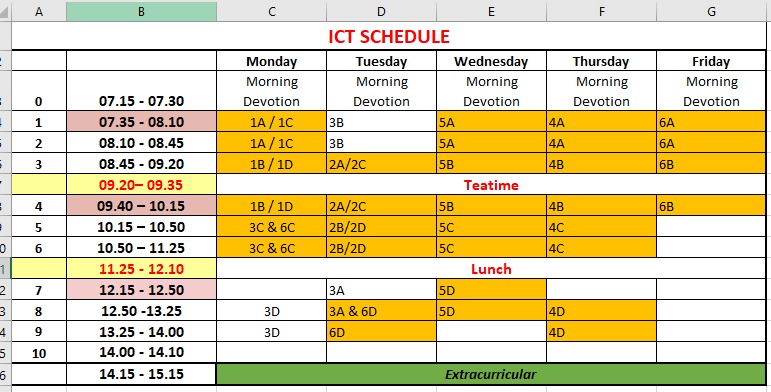 A B C D E F G
ICT SCHEDULE
Monday Tuesday Wednesday Thursday Friday
0 07.15 - 07.30 Morning Devotion Morning Devotion Morning Devotion Morning Devotion Morning Devotion
1 07.35 - 08.10 1A / 1C 3B 5A 4A 6A
2 08.10 - 08.45 1A / 1C 3B 5A 4A 6A
3 08.45 - 09.20 1B / 1D 2A/2C 5B 4B 6B
09.20– 09.35 Teatime
4 09.40 – 10.15 1B / 1D 2A/2C 5B 4B 6B
5 10.15 – 10.50 3C & 6C 2B/2D 5C 4C
6 10.50 – 11.25 3C & 6C 2B/2D 5C 4C
11.25 - 12.10 Lunch
7 12.15 - 12.50 3A 5D
8 12.50 -13.25 3D 3A & 6D 5D 4D
9 13.25 - 14.00 3D 6D 4D
10 14.00 - 14.10
14.15 - 15.15 Extracurricular